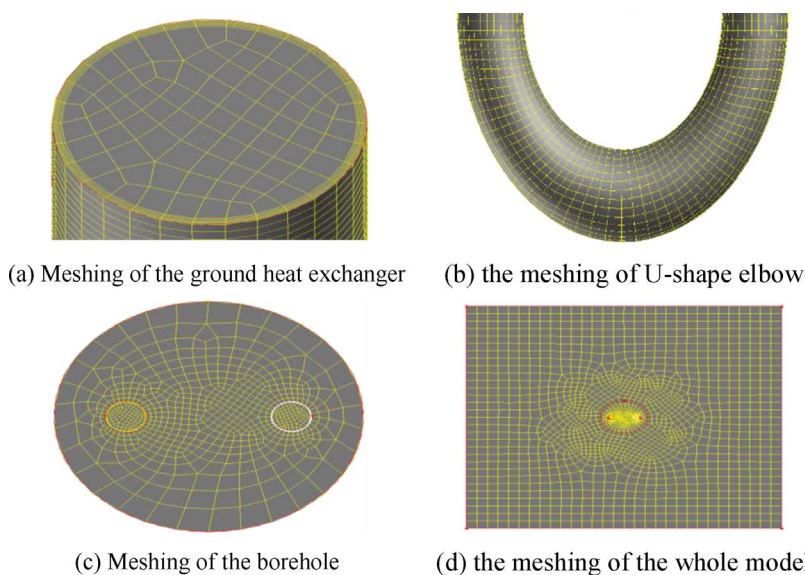 (a) Meshing of the ground heat exchanger
(b) the meshing of U-shape elbow
(c) Meshing of the borehole
(d) the meshing of the whole model